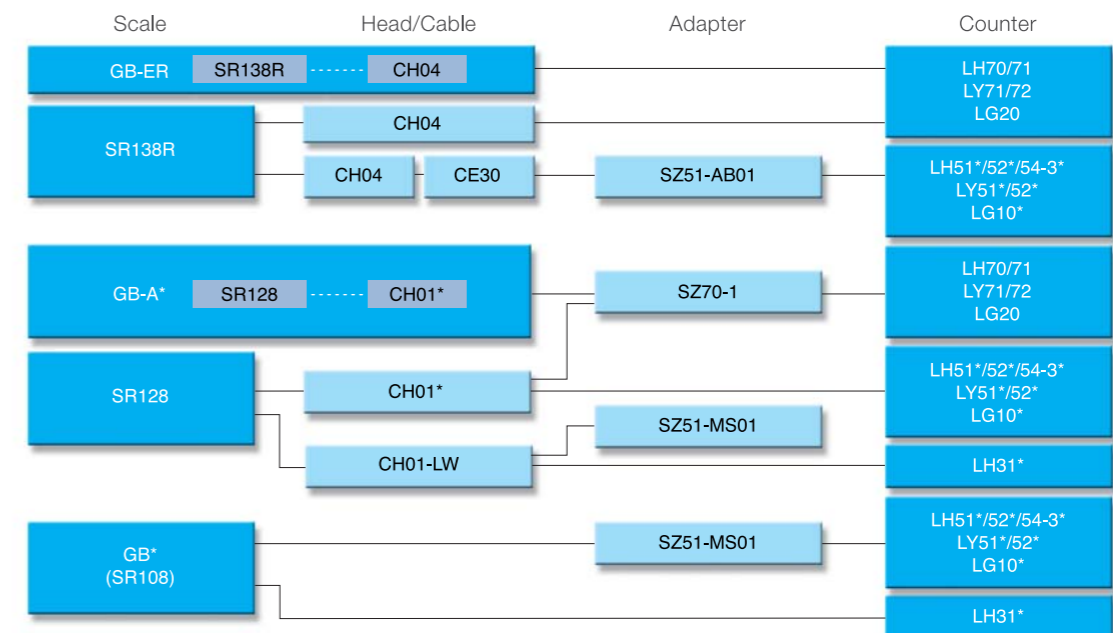 Scale Head/Cable Adapter Counter
GB-ER SR138R CH04
LH70/71
LY71/72
LG20
SR138R
CH04
CH04 CE30 SZ51-AB01
LH51*/52*/54-3*
LY51*/52*
LG10*
GB-A* SR128 CH01* SZ70-1
LH70/71
LY71/72
LG20
SR128
CH01*
LH51*/52*/54-3*
LY51*/52*
LG10*
SZ51-MS01
CH01-LW
LH31*
GB*
(SR108)
SZ51-MS01
LH51*/52*/54-3*
LY51*/52*
LG10*
LH31*